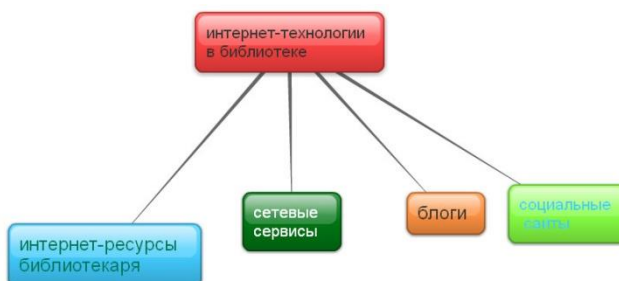 интернет-технологии
в библиотеке
интернет-ресурсы
библиотекаря
сетевые
сервисы
блоги
социальные
сайты